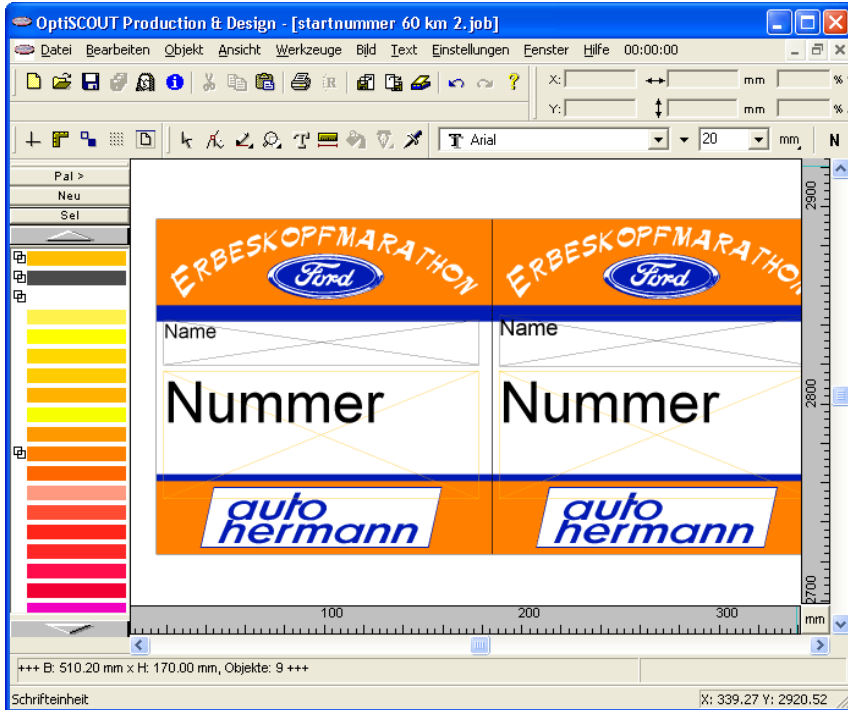 OptiSCOUT Production & Design - [startnummer 60 km 2.job]
Datei Bearbeiten Objekt Ansicht Werkzeuge Bild Text Einstellungen Fenster Hilfe 00:00:00
X: mm %
Y: mm %
Arial 20 mm N
Pal >
Neu
Sel
ERBESKOPFMARATHON ERBESKOPFMARATHON
Ford Ford
Name Name
Nummer Nummer
auto auto
hermann hermann
2900
2800
2700
100 200 300 mm
+++ B: 510.20 mm x H: 170.00 mm, Objekte: 9 +++
Schrifteinheit X: 339.27 Y: 2920.52